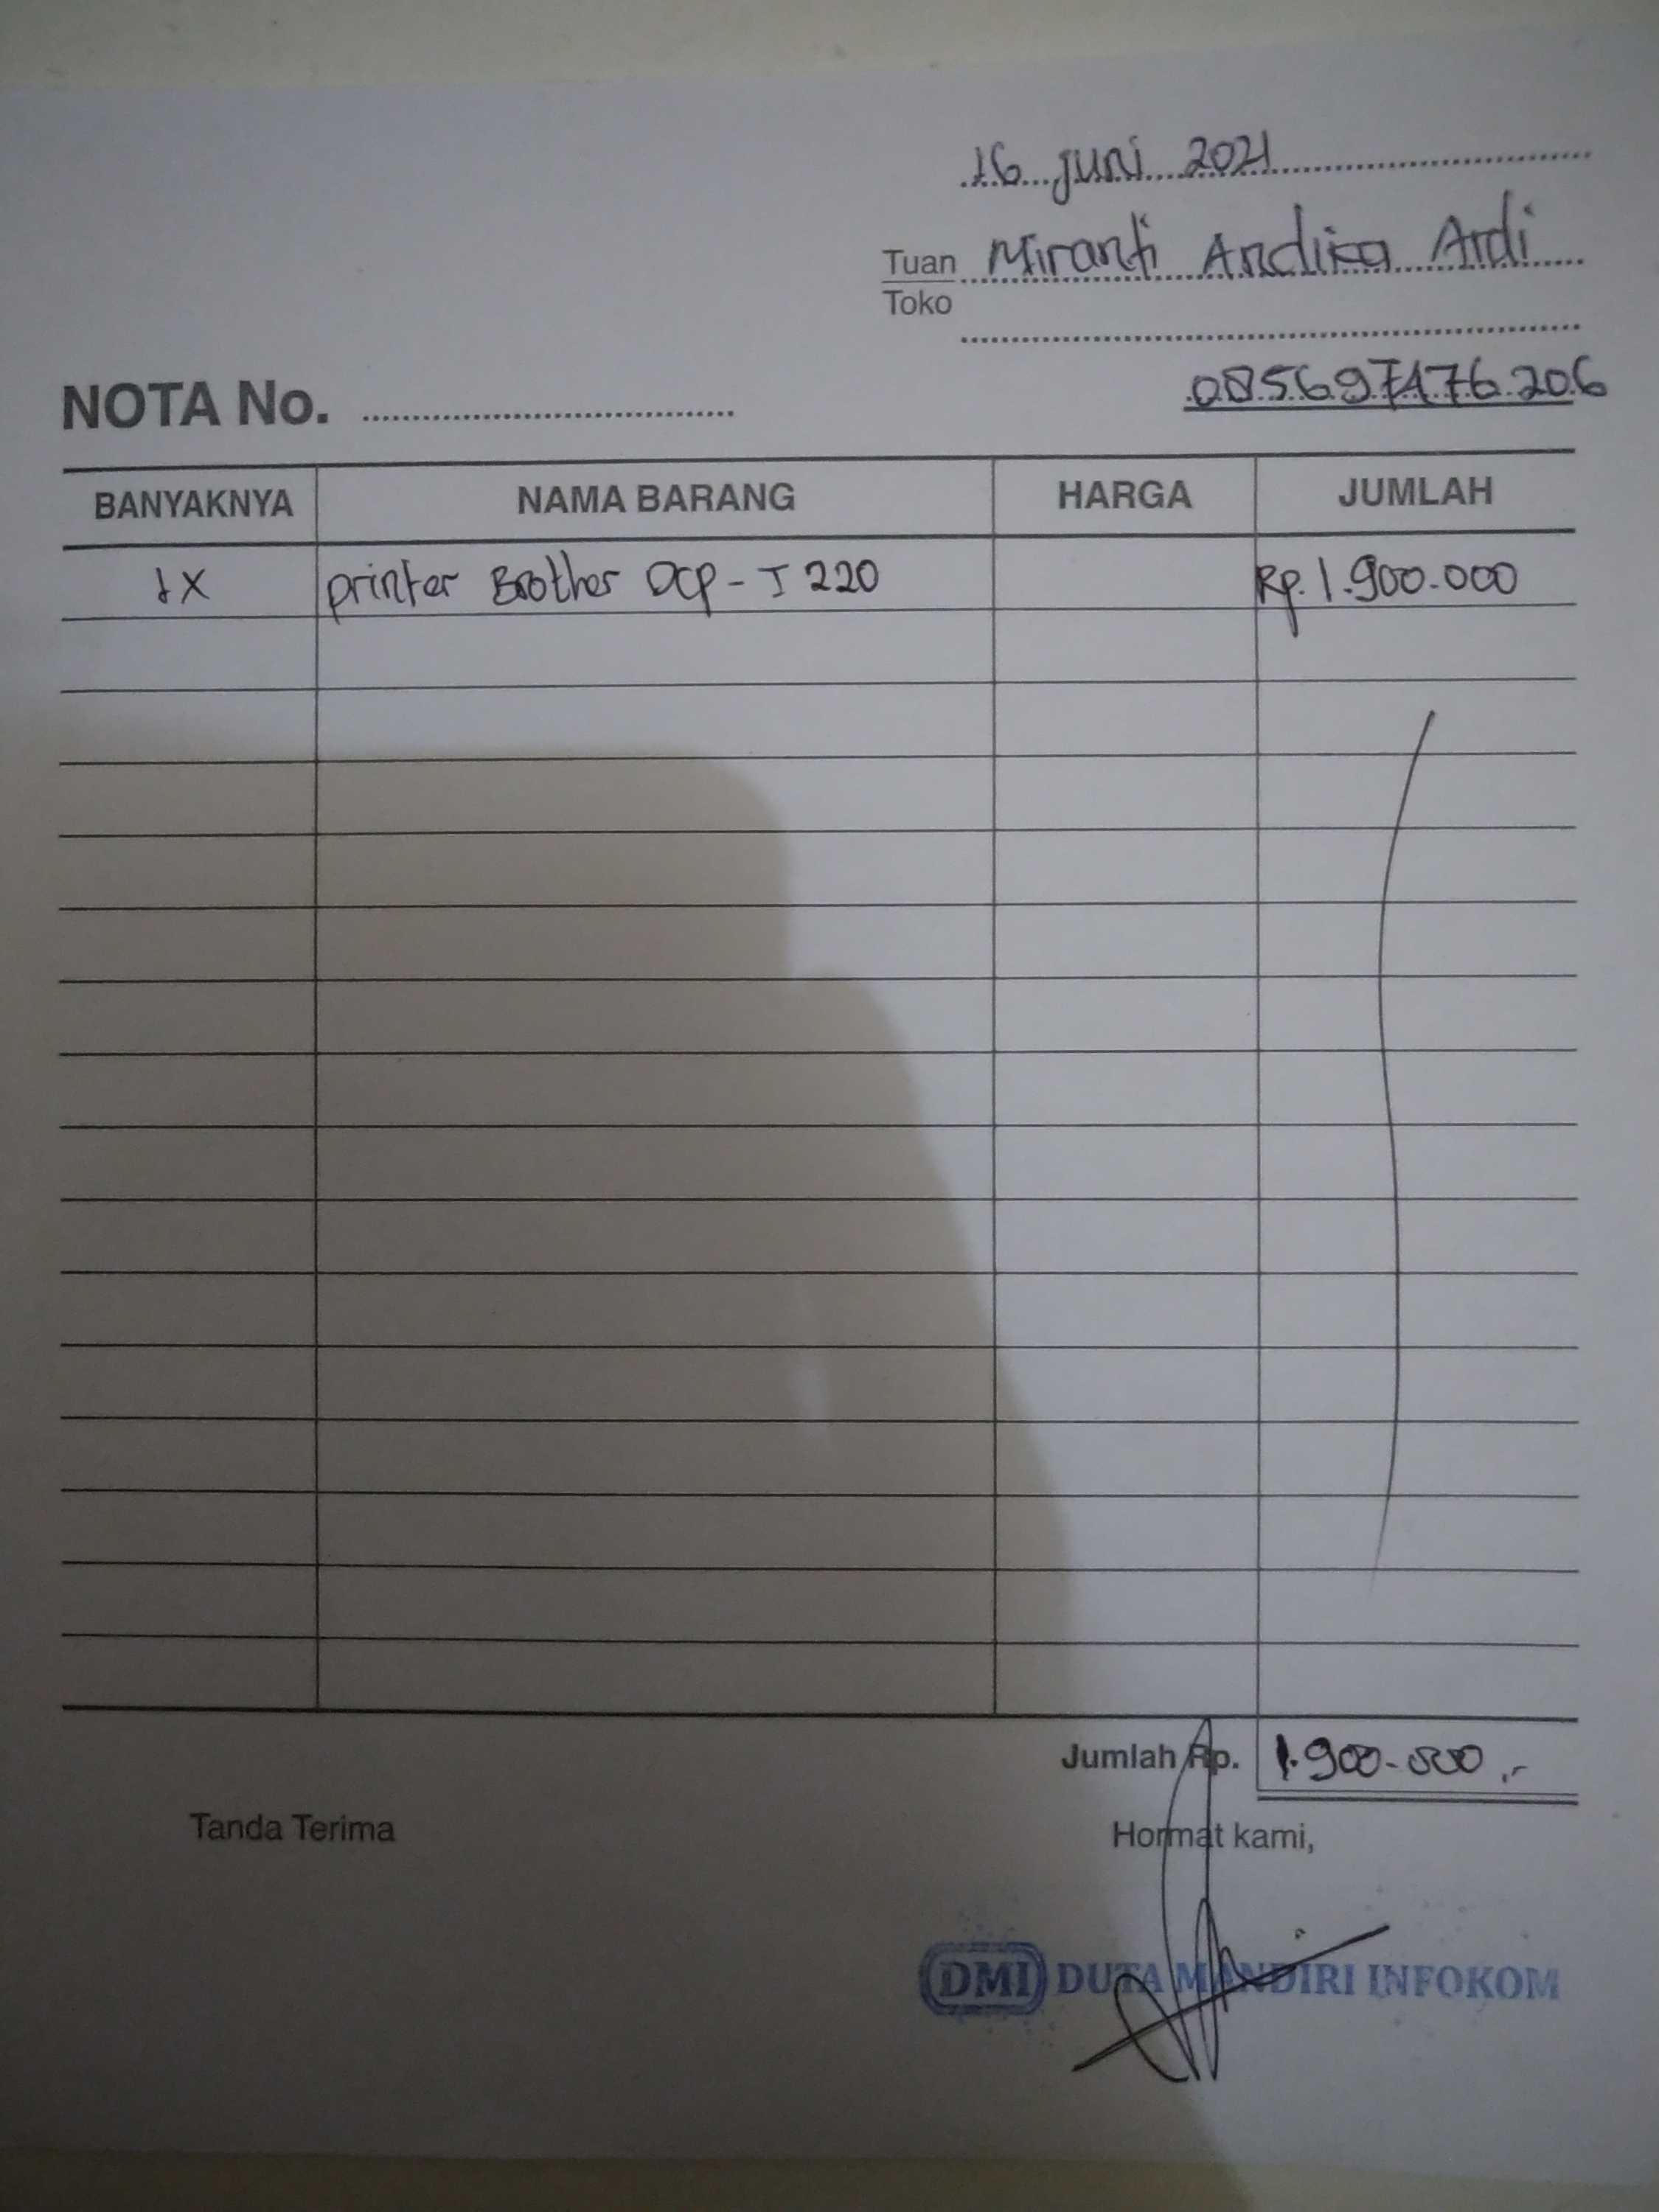 16 juni 2021
Tuan Miranti Andika Ardi
Toko
NOTA No.
085697476206
BANYAKNYA NAMA BARANG HARGA JUMLAH
1X printer Brother DCP-T 220 Rp. 1.900.000
Jumlah Rp. 1.900.000,-
Tanda Terima Hormat kami,
DMI DUTA MANDIRI INFOKOM